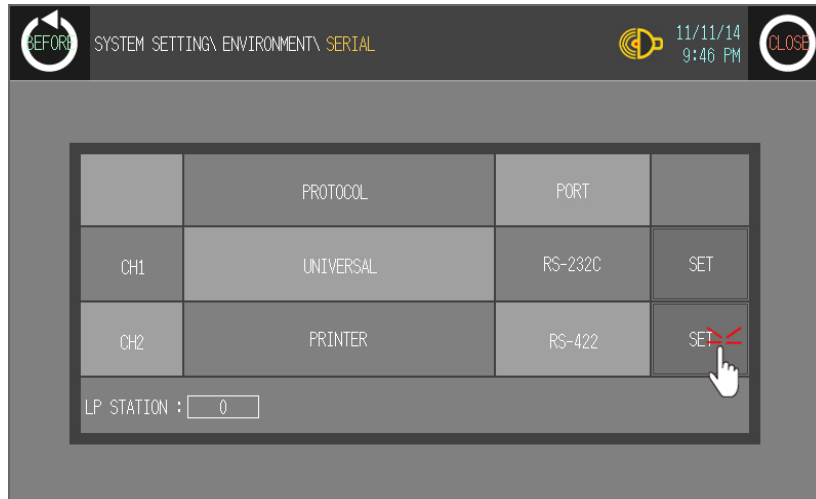 BEFORE
SYSTEM SETTING\ ENVIRONMENT\ SERIAL
11/11/14
9:46 PM
CLOSE
PROTOCOL PORT
CH1 UNIVERSAL RS-232C SET
CH2 PRINTER RS-422 SET
LP STATION : 0